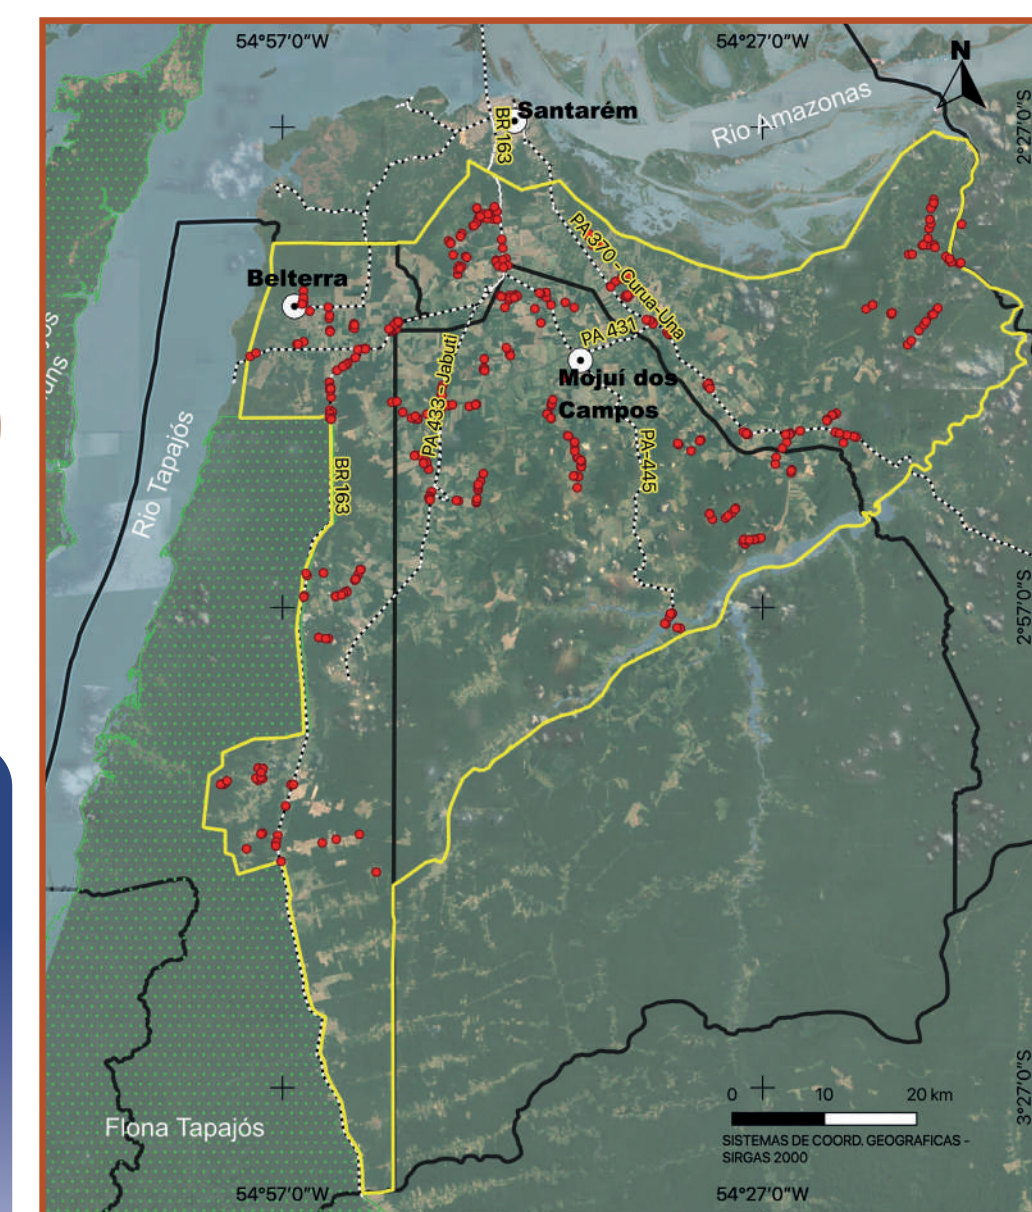 54°57'0"W
54°27'0"W
N
Santarém
BR 163
Rio Amazonas
2°27'0"S
PA 370 - Curua-Una
Belterra
PA 431
Mojuí dos
Campos
PA 433 - Jabuti
PA-445
BR 163
Rio Tapajós
2°57'0"S
3°27'0"S
0 10 20 km
Flona Tapajós
SISTEMAS DE COORD. GEOGRAFICAS -
SIRGAS 2000
54°57'0"W
54°27'0"W